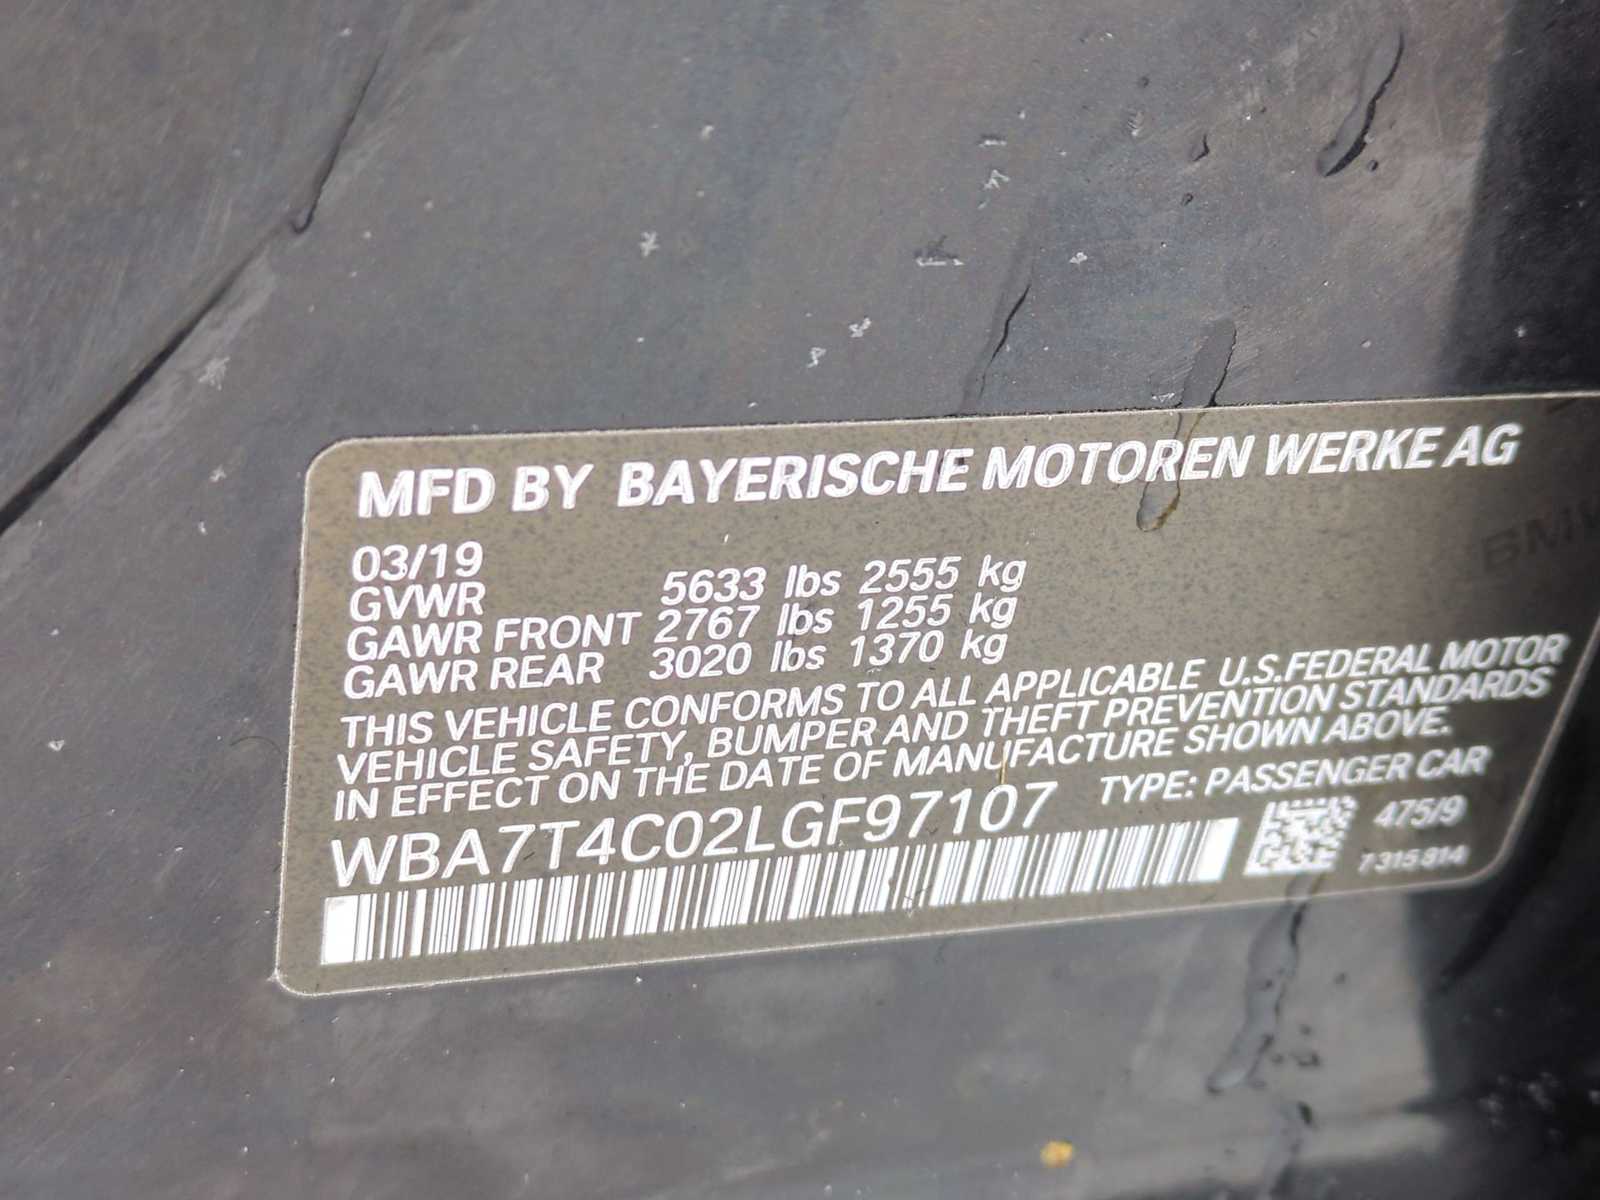 MFD BY BAYERISCHE MOTOREN WERKE AG
03/19
GVWR 5633 lbs 2555 kg
GAWR FRONT 2767 lbs 1255 kg
GAWR REAR 3020 lbs 1370 kg
THIS VEHICLE CONFORMS TO ALL APPLICABLE U.S.FEDERAL MOTOR
VEHICLE SAFETY, BUMPER AND THEFT PREVENTION STANDARDS
IN EFFECT ON THE DATE OF MANUFACTURE SHOWN ABOVE.
WBA7T4C02LGF97107 TYPE: PASSENGER CAR
475/9
7 315 814
BMW